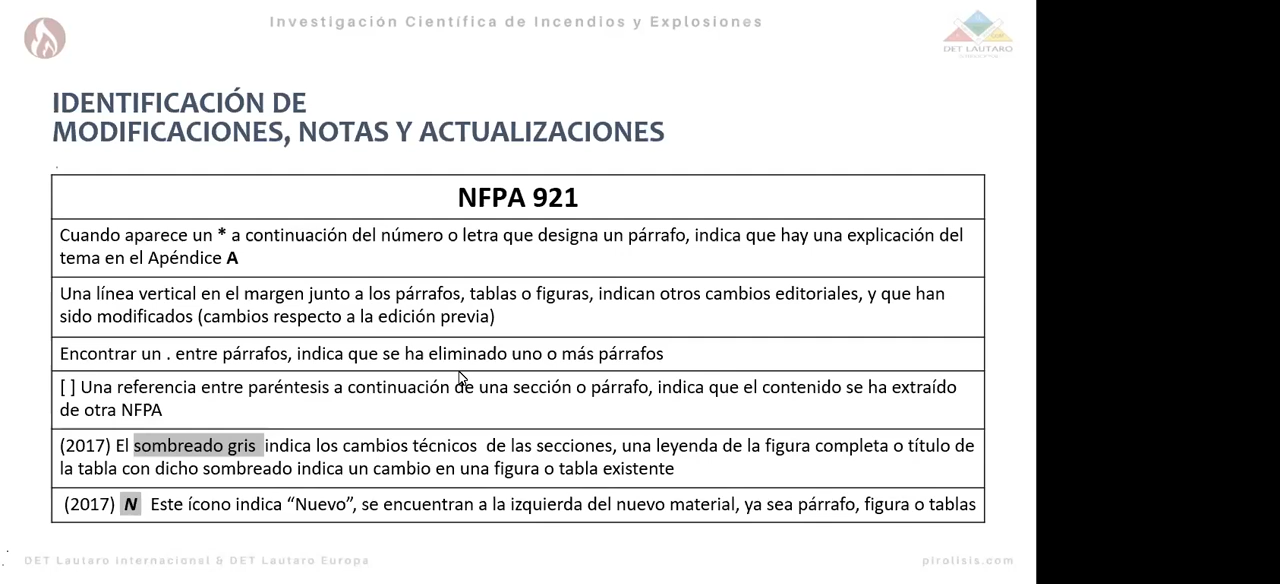 Investigación Científica de Incendios y Explosiones
DET LAUTARO
IDENTIFICACIÓN DE
MODIFICACIONES, NOTAS Y ACTUALIZACIONES
NFPA 921
Cuando aparece un * a continuación del número o letra que designa un párrafo, indica que hay una explicación del
tema en el Apéndice A
Una línea vertical en el margen junto a los párrafos, tablas o figuras, indican otros cambios editoriales, y que han
sido modificados (cambios respecto a la edición previa)
Encontrar un . entre párrafos, indica que se ha eliminado uno o más párrafos
[ ] Una referencia entre paréntesis a continuación de una sección o párrafo, indica que el contenido se ha extraído
de otra NFPA
(2017) El sombreado gris indica los cambios técnicos de las secciones, una leyenda de la figura completa o título de
la tabla con dicho sombreado indica un cambio en una figura o tabla existente
(2017) N Este ícono indica “Nuevo”, se encuentran a la izquierda del nuevo material, ya sea párrafo, figura o tablas
DET Lautaro Internacional & DET Lautaro Europa
pirolisis.com